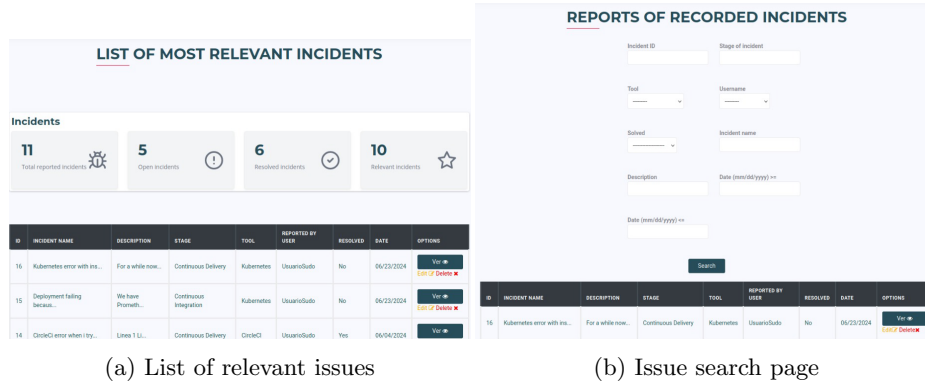 LIST OF MOST RELEVANT INCIDENTS
Incidents
11
Total reported incidents
5
Open incidents
6
Resolved incidents
10
Relevant incidents
ID INCIDENT NAME DESCRIPTION STAGE TOOL REPORTED BY USER RESOLVED DATE OPTIONS
16 Kubernetes error with ins... For a while now... Continuous Delivery Kubernetes UsuarioSudo No 06/23/2024 Ver
Edit Delete
15 Deployment failing becaus... We have Prometh... Continuous Integration Kubernetes UsuarioSudo No 06/23/2024 Ver
Edit Delete
14 CircleCi error when i try... Linea 1 Li... Continuous Delivery CircleCI UsuarioSudo Yes 06/04/2024 Ver
(a) List of relevant issues
REPORTS OF RECORDED INCIDENTS
Incident ID Stage of incident
Tool Username
Solved Incident name
Description Date (mm/dd/yyyy) >=
Date (mm/dd/yyyy) <=
Search
ID INCIDENT NAME DESCRIPTION STAGE TOOL REPORTED BY USER RESOLVED DATE OPTIONS
16 Kubernetes error with ins... For a while now... Continuous Delivery Kubernetes UsuarioSudo No 06/23/2024 Ver
Edit Delete
(b) Issue search page